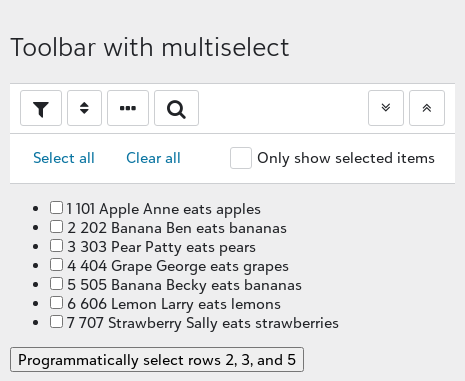 Toolbar with multiselect
Select all Clear all Only show selected items
1 101 Apple Anne eats apples
2 202 Banana Ben eats bananas
3 303 Pear Patty eats pears
4 404 Grape George eats grapes
5 505 Banana Becky eats bananas
6 606 Lemon Larry eats lemons
7 707 Strawberry Sally eats strawberries
Programmatically select rows 2, 3, and 5